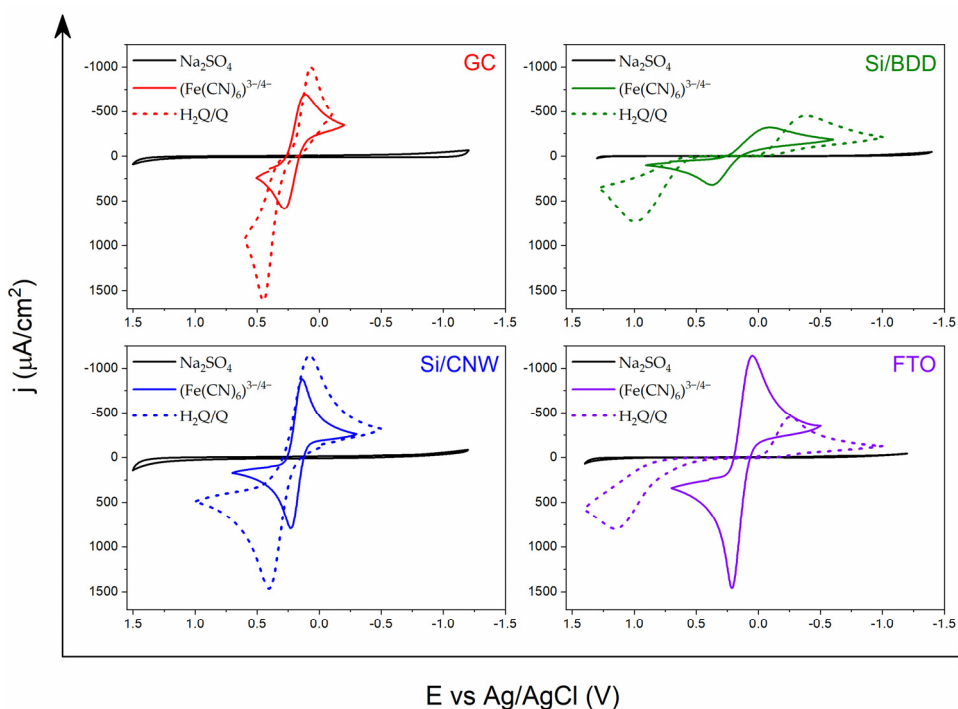 GC
Na₂SO₄
(Fe(CN)₆)³⁻/⁴⁻
H₂Q/Q
-1000
-500
0
500
1000
1500
1.5 1.0 0.5 0.0 -0.5 -1.0 -1.5
Si/BDD
Na₂SO₄
(Fe(CN)₆)³⁻/⁴⁻
H₂Q/Q
-1000
-500
0
500
1000
1500
1.5 1.0 0.5 0.0 -0.5 -1.0 -1.5
Si/CNW
Na₂SO₄
(Fe(CN)₆)³⁻/⁴⁻
H₂Q/Q
-1000
-500
0
500
1000
1500
1.5 1.0 0.5 0.0 -0.5 -1.0 -1.5
FTO
Na₂SO₄
(Fe(CN)₆)³⁻/⁴⁻
H₂Q/Q
-1000
-500
0
500
1000
1500
1.5 1.0 0.5 0.0 -0.5 -1.0 -1.5
j (μA/cm²)
E vs Ag/AgCl (V)